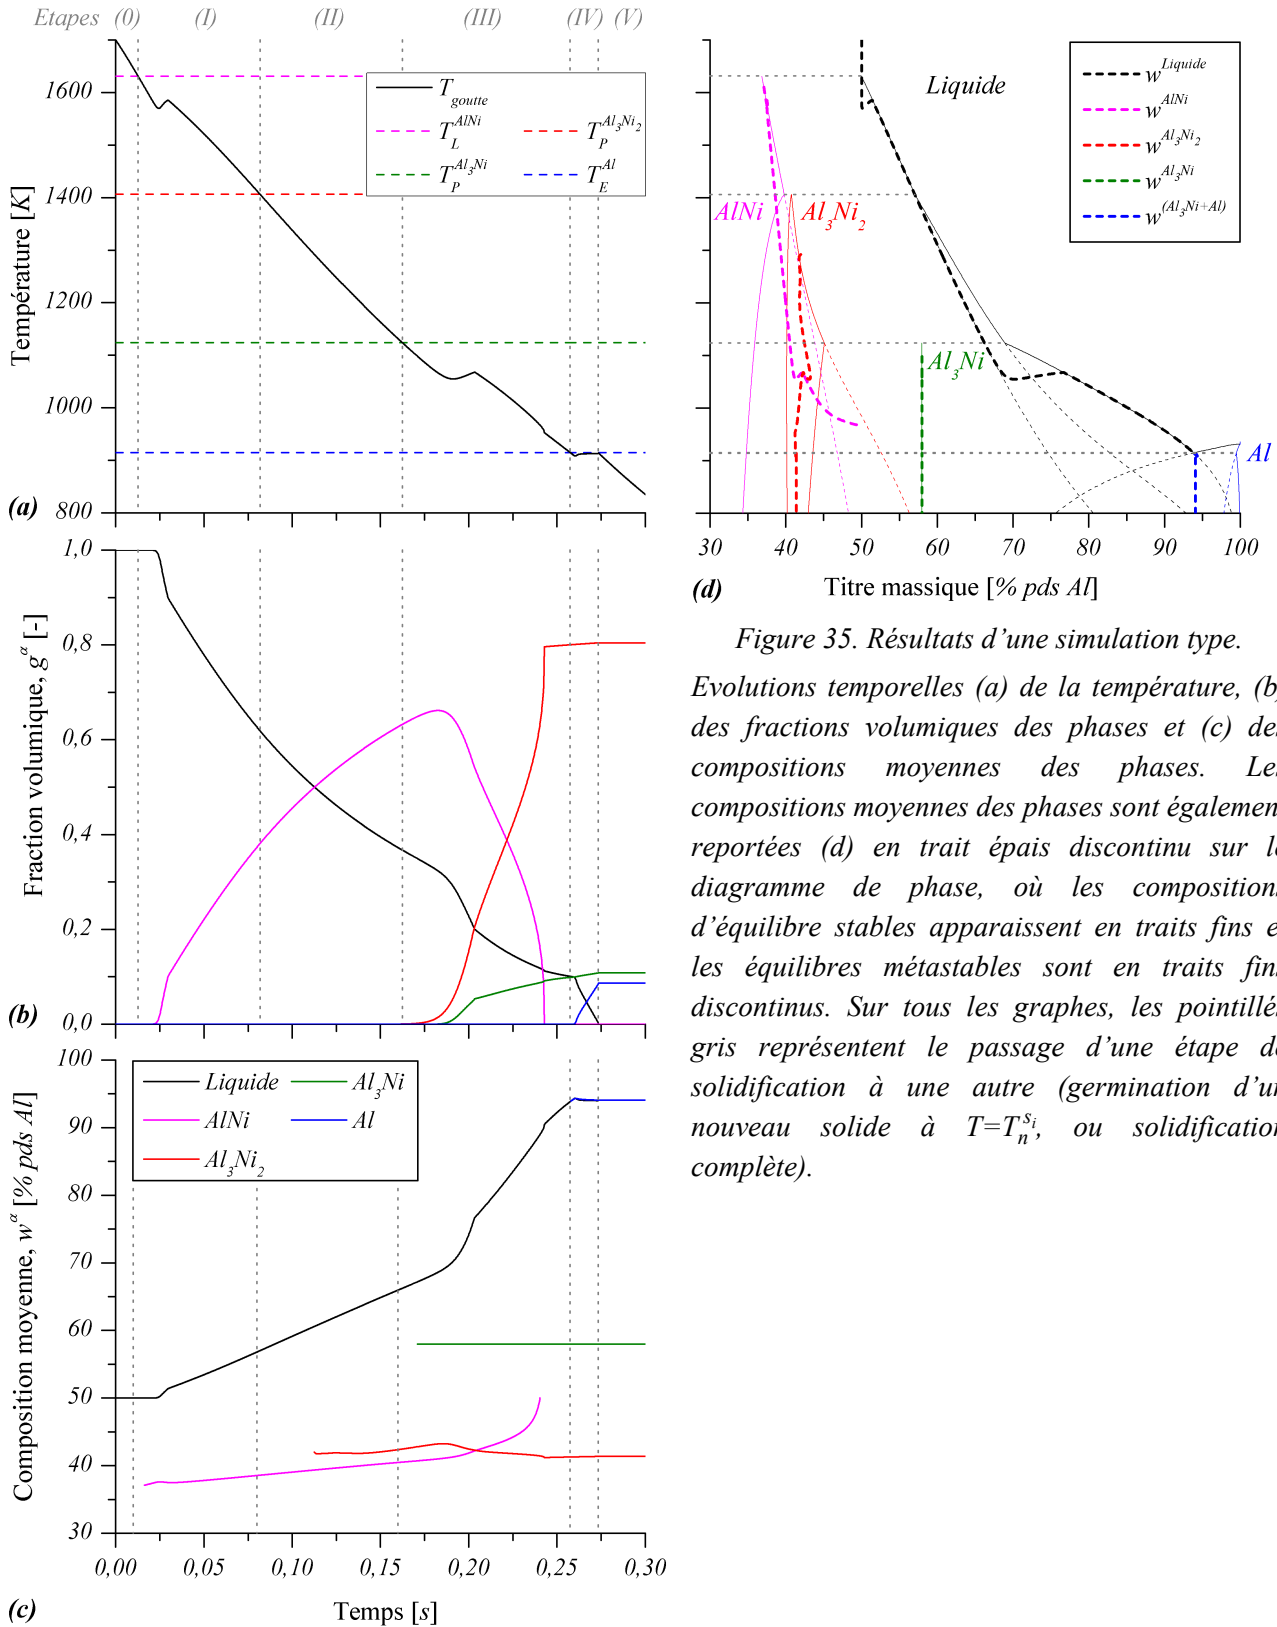 Etapes (0) (I) (II) (III) (IV) (V)
1600
1400
1200
1000
800
Température [K]
T_goutte
T_L^AlNi
T_P^Al3Ni2
T_P^Al3Ni
T_E^Al
(a)
1,0
0,8
0,6
0,4
0,2
0,0
Fraction volumique, g^α [-]
(b)
100
90
80
70
60
50
40
30
Composition moyenne, w^α [% pds Al]
Liquide
Al3Ni
AlNi
Al
Al3Ni2
0,00 0,05 0,10 0,15 0,20 0,25 0,30
Temps [s]
(c)
Liquide
w^Liquide
w^AlNi
w^Al3Ni2
w^Al3Ni
w^(Al3Ni+Al)
AlNi
Al3Ni2
Al3Ni
Al
30 40 50 60 70 80 90 100
Titre massique [% pds Al]
(d)
Figure 35. Résultats d’une simulation type.
Evolutions temporelles (a) de la température, (b)
des fractions volumiques des phases et (c) des
compositions moyennes des phases. Les
compositions moyennes des phases sont également
reportées (d) en trait épais discontinu sur le
diagramme de phase, où les compositions
d’équilibre stables apparaissent en traits fins et
les équilibres métastables sont en traits fins
discontinus. Sur tous les graphes, les pointillés
gris représentent le passage d’une étape de
solidification à une autre (germination d’un
nouveau solide à T=T_n^s_i, ou solidification
complète).